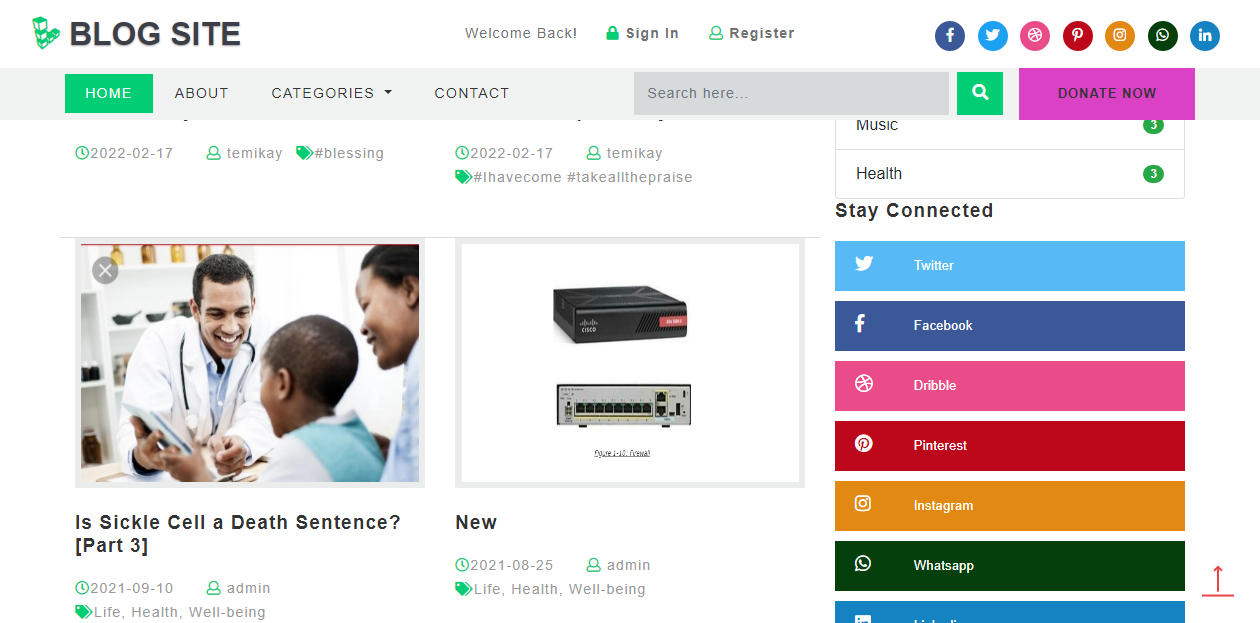 BLOG SITE
Welcome Back!
Sign In
Register
HOME
ABOUT
CATEGORIES
CONTACT
Search here...
DONATE NOW
2022-02-17
temikay
#blessing
2022-02-17
temikay
#Ihavecome #takeallthepraise
Music
3
Health
3
Stay Connected
Twitter
Facebook
Dribble
Pinterest
Instagram
Whatsapp
CISCO
Figure 1-10: Firewall
Is Sickle Cell a Death Sentence?
[Part 3]
2021-09-10
admin
Life, Health, Well-being
New
2021-08-25
admin
Life, Health, Well-being